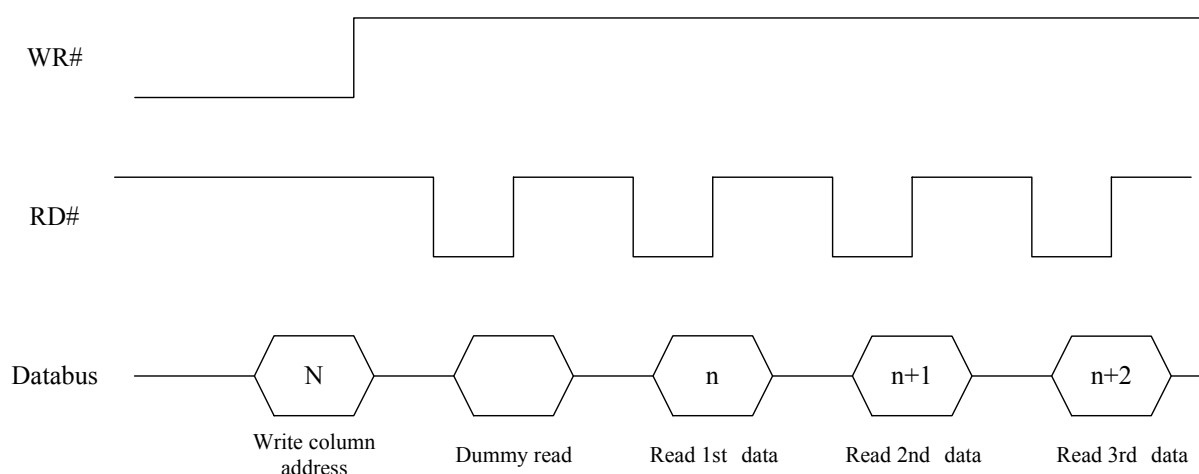 WR#
RD#
Databus
N
n
n+1
n+2
Write column
address
Dummy read
Read 1st data
Read 2nd data
Read 3rd data